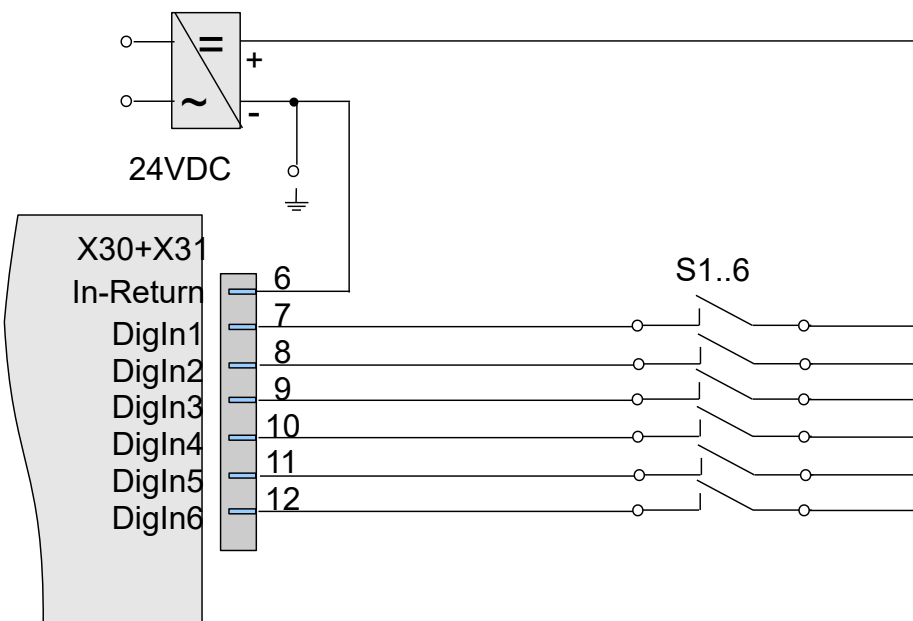 =
+
~
-
24VDC
X30+X31
In-Return
6
S1..6
DigIn1
7
DigIn2
8
DigIn3
9
DigIn4
10
DigIn5
11
DigIn6
12